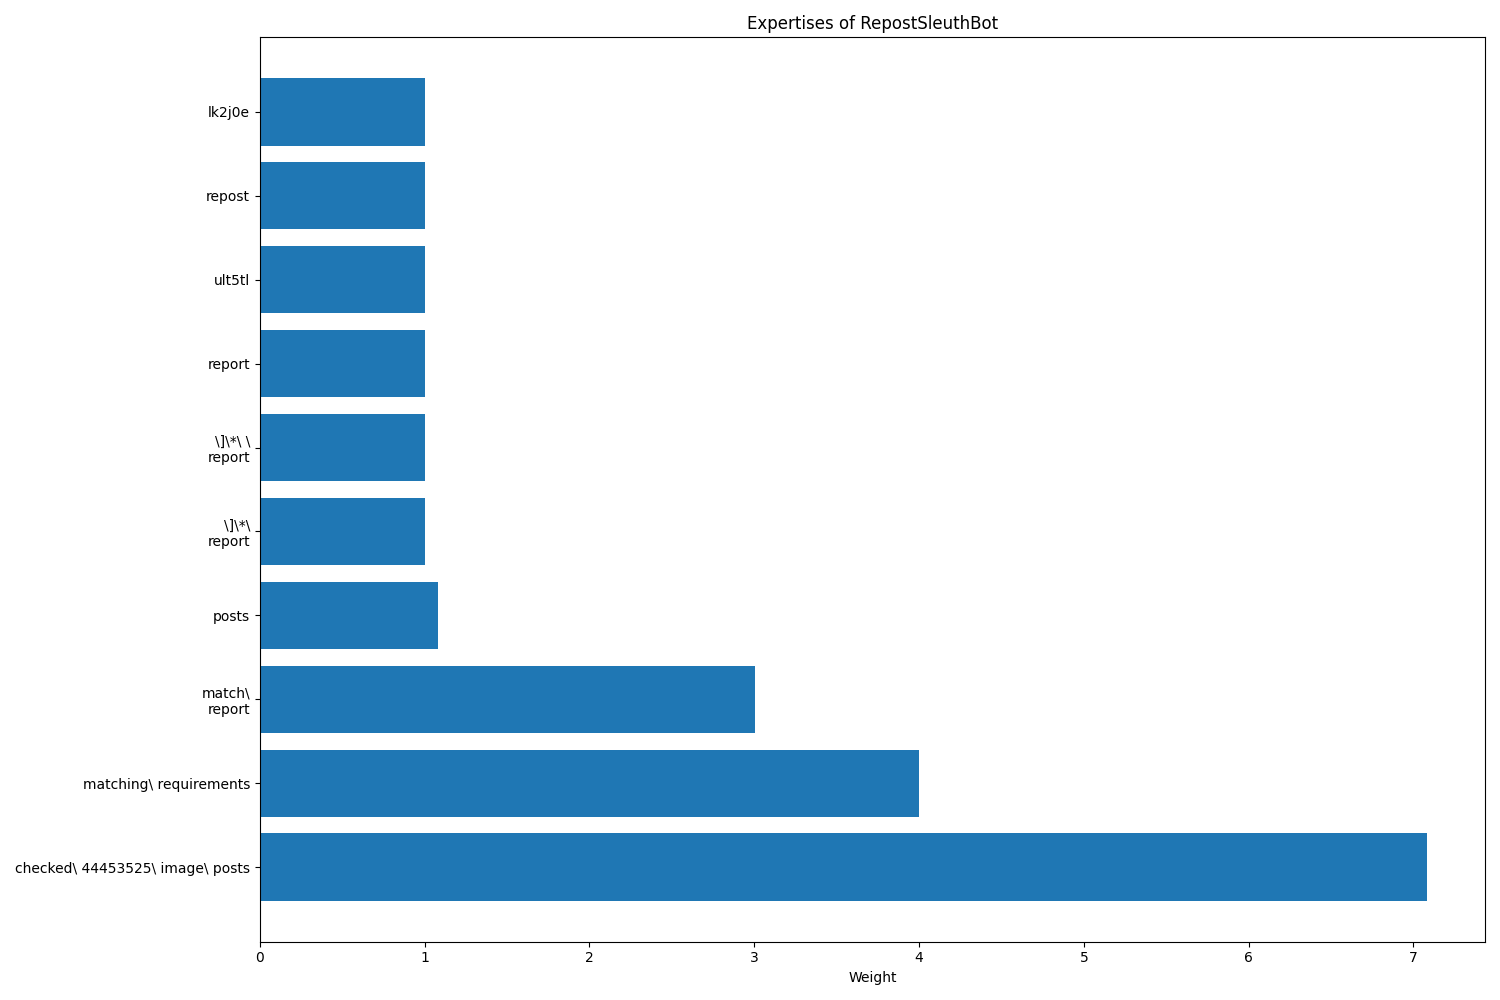 Expertises of RepostSleuthBot
lk2j0e
repost
ult5tl
report
\]\*\ \
report
\]\*\
report
posts
match\
report
matching\ requirements
checked\ 44453525\ image\ posts
0 1 2 3 4 5 6 7
Weight